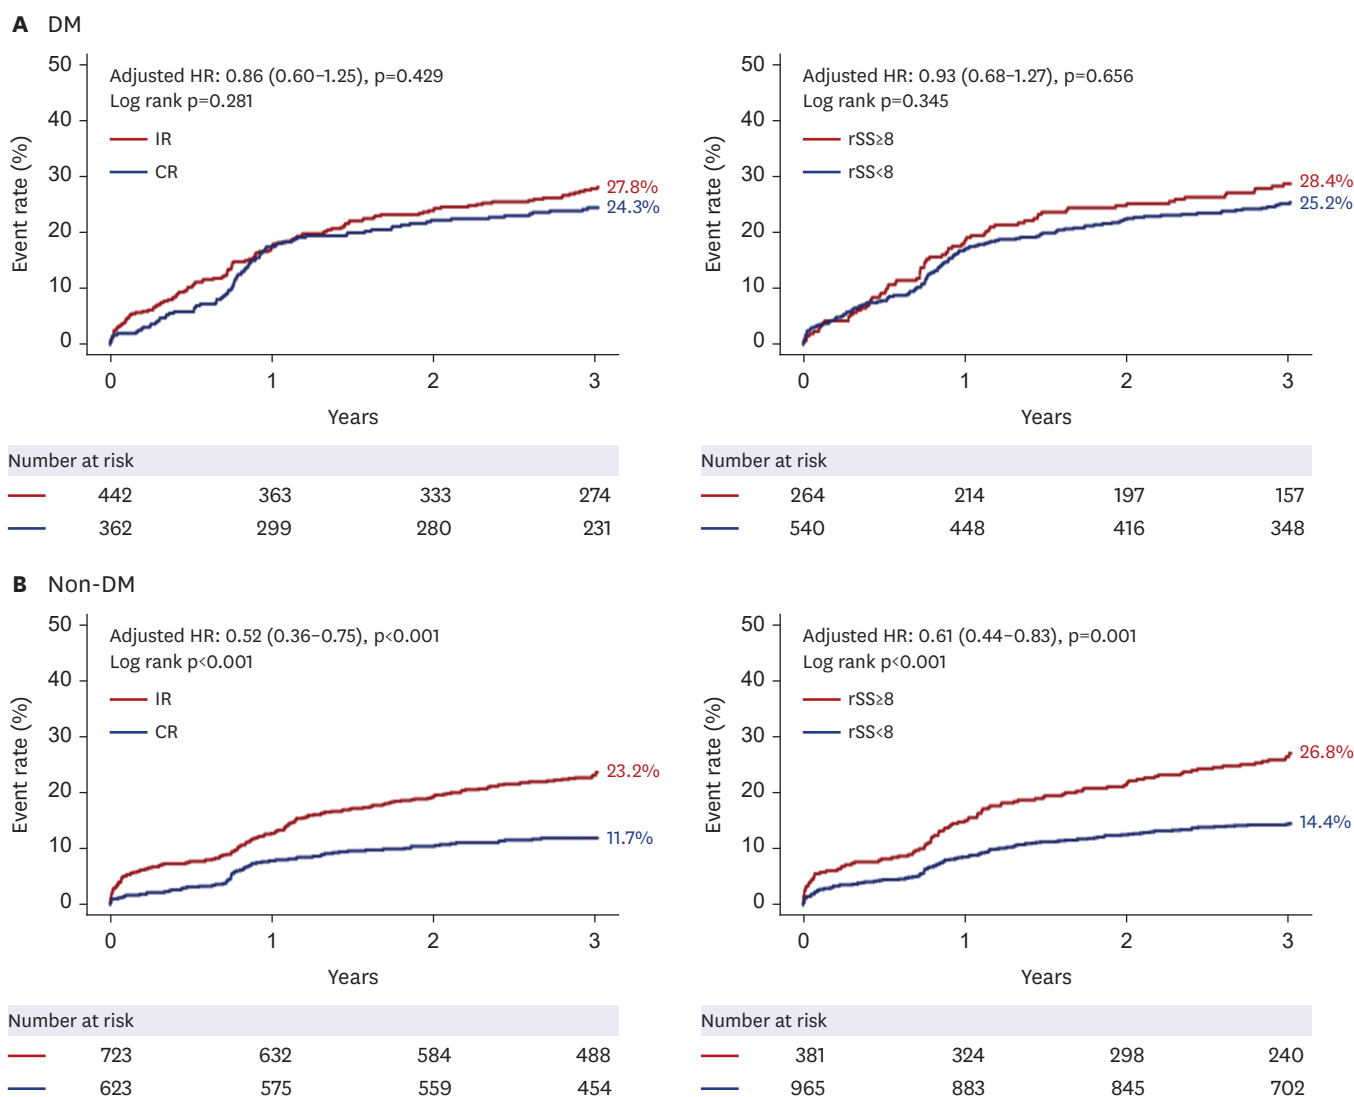 A DM
50
40
30
20
10
0
Event rate (%)
Adjusted HR: 0.86 (0.60–1.25), p=0.429
Log rank p=0.281
IR
CR
27.8%
24.3%
0 1 2 3
Years
Number at risk
442 363 333 274
362 299 280 231
50
40
30
20
10
0
Event rate (%)
Adjusted HR: 0.93 (0.68–1.27), p=0.656
Log rank p=0.345
rSS≥8
rSS<8
28.4%
25.2%
0 1 2 3
Years
Number at risk
264 214 197 157
540 448 416 348
B Non-DM
50
40
30
20
10
0
Event rate (%)
Adjusted HR: 0.52 (0.36–0.75), p<0.001
Log rank p<0.001
IR
CR
23.2%
11.7%
0 1 2 3
Years
Number at risk
723 632 584 488
623 575 559 454
50
40
30
20
10
0
Event rate (%)
Adjusted HR: 0.61 (0.44–0.83), p=0.001
Log rank p<0.001
rSS≥8
rSS<8
26.8%
14.4%
0 1 2 3
Years
Number at risk
381 324 298 240
965 883 845 702